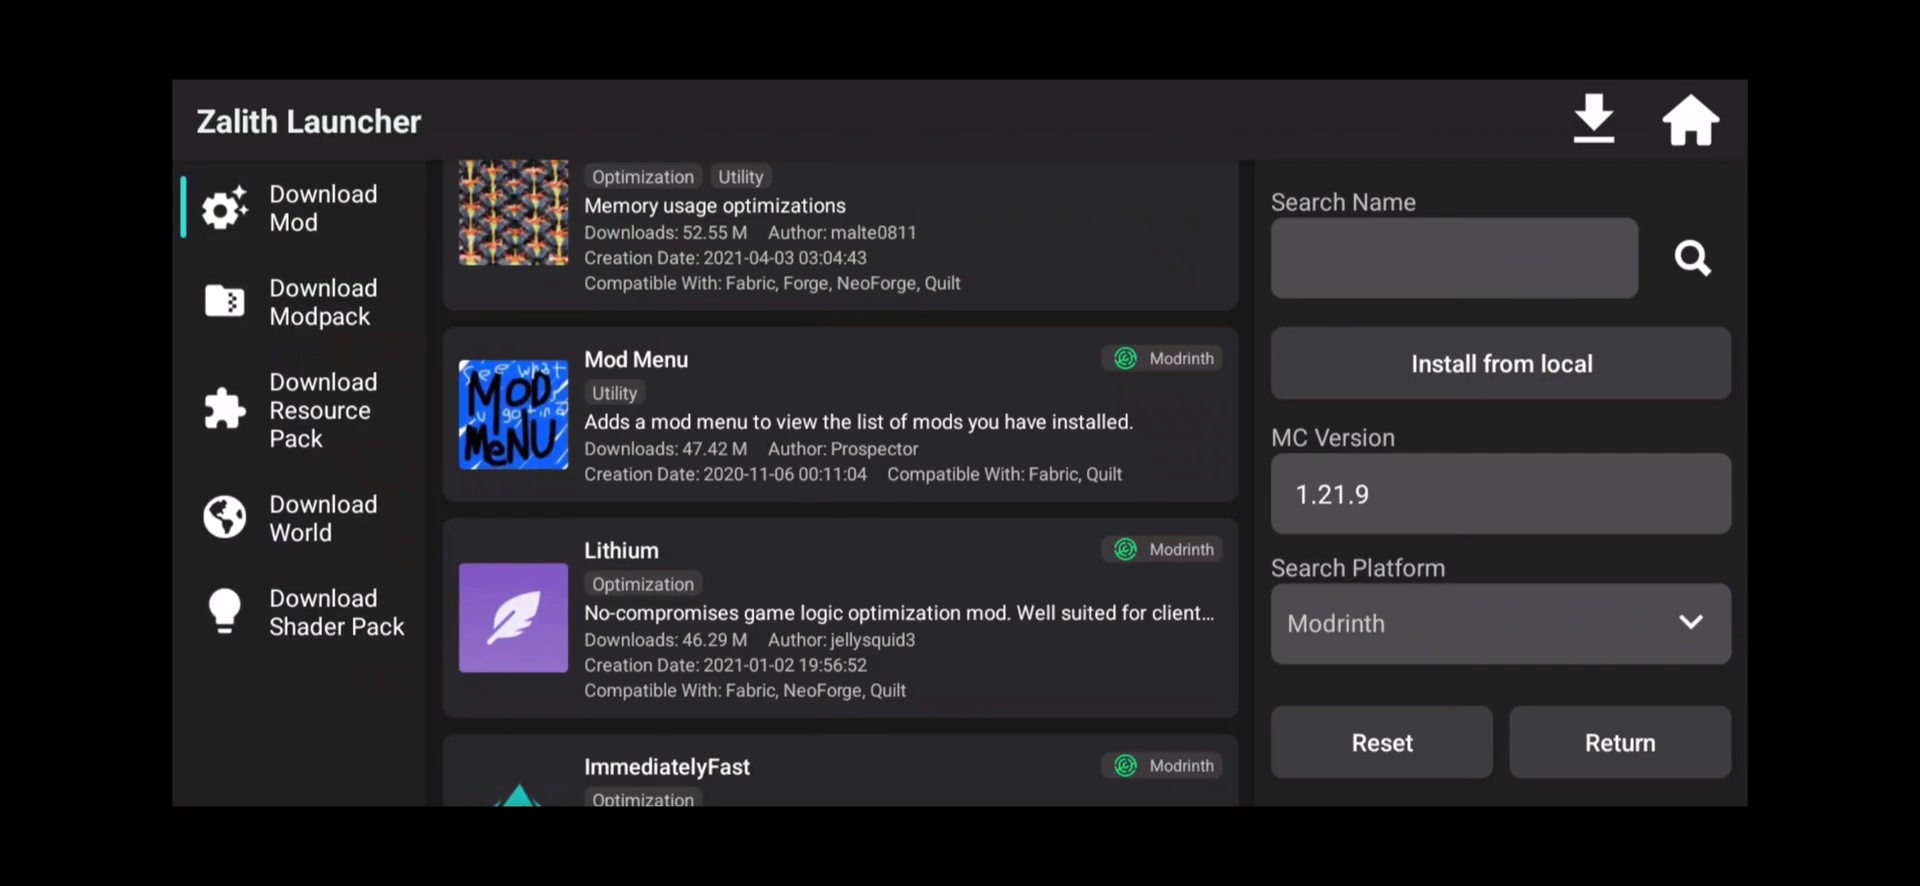 Zalith Launcher
Download
Mod
Download
Modpack
Download
Resource
Pack
Download
World
Download
Shader Pack
Optimization Utility
Memory usage optimizations
Downloads: 52.55 M Author: malte0811
Creation Date: 2021-04-03 03:04:43
Compatible With: Fabric, Forge, NeoForge, Quilt
See what
MOD
u got in a
MeNU
Mod Menu Modrinth
Utility
Adds a mod menu to view the list of mods you have installed.
Downloads: 47.42 M Author: Prospector
Creation Date: 2020-11-06 00:11:04 Compatible With: Fabric, Quilt
Lithium Modrinth
Optimization
No-compromises game logic optimization mod. Well suited for client...
Downloads: 46.29 M Author: jellysquid3
Creation Date: 2021-01-02 19:56:52
Compatible With: Fabric, NeoForge, Quilt
ImmediatelyFast Modrinth
Optimization
Search Name
Install from local
MC Version
1.21.9
Search Platform
Modrinth
Reset Return